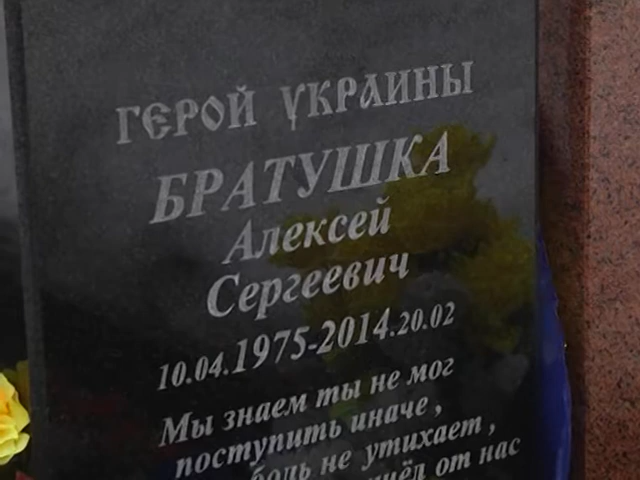 ГЕРОЙ УКРАИНЫ
БРАТУШКА
Алексей
Сергеевич
10.04.1975-2014.20.02
Мы знаем ты не мог
поступить иначе,
боль не утихает,
от нас